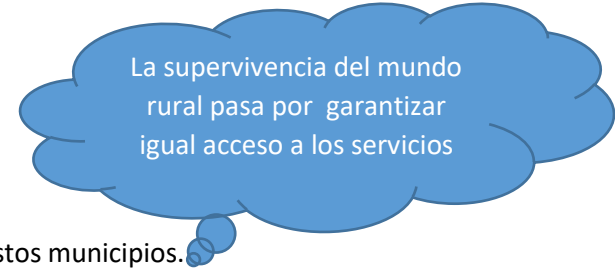 La supervivencia del mundo
rural pasa por garantizar
igual acceso a los servicios
stos municipios.